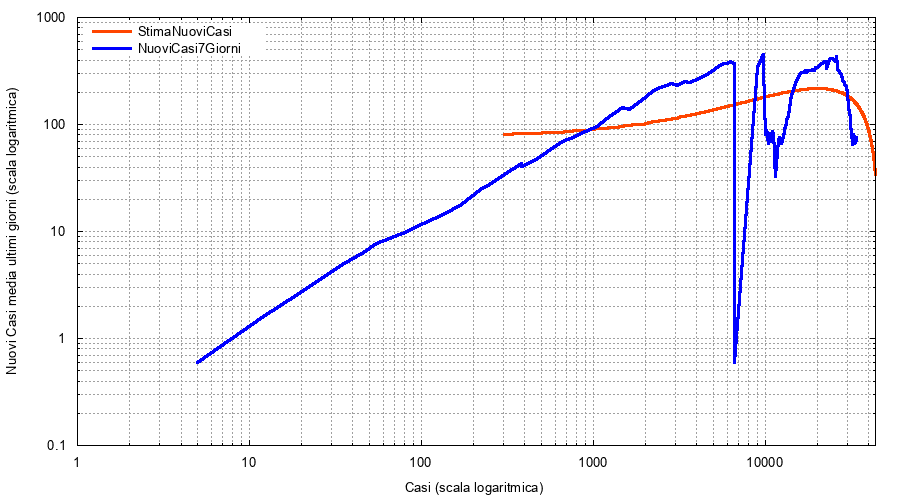 1000
StimaNuoviCasi
NuoviCasi7Giorni
100
10
1
0.1
Nuovi Casi media ultimi giorni (scala logaritmica)
1 10 100 1000 10000
Casi (scala logaritmica)